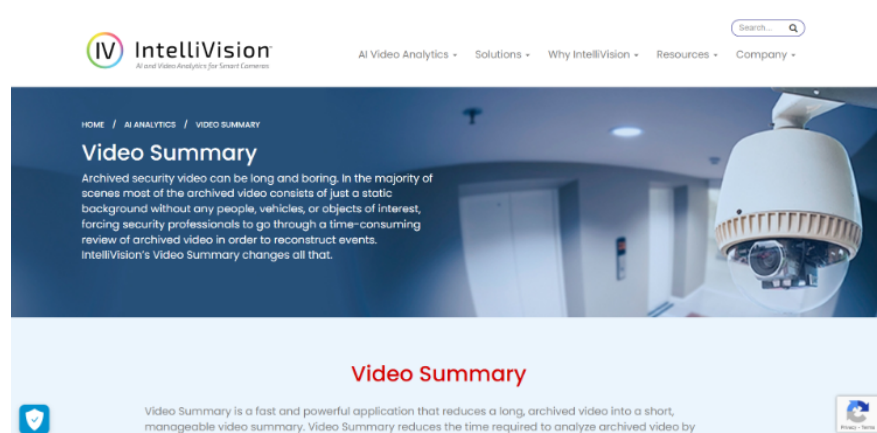 Search...
IV IntelliVision
AI and Video Analytics for Smart Cameras
AI Video Analytics Solutions Why IntelliVision Resources Company
HOME / AI ANALYTICS / VIDEO SUMMARY
Video Summary
Archived security video can be long and boring. In the majority of
scenes most of the archived video consists of just a static
background without any people, vehicles, or objects of interest,
forcing security professionals to go through a time-consuming
review of archived video in order to reconstruct events.
IntelliVision's Video Summary changes all that.
Video Summary
Video Summary is a fast and powerful application that reduces a long, archived video into a short,
manageable video summary. Video Summary reduces the time required to analyze archived video by
Privacy - Terms